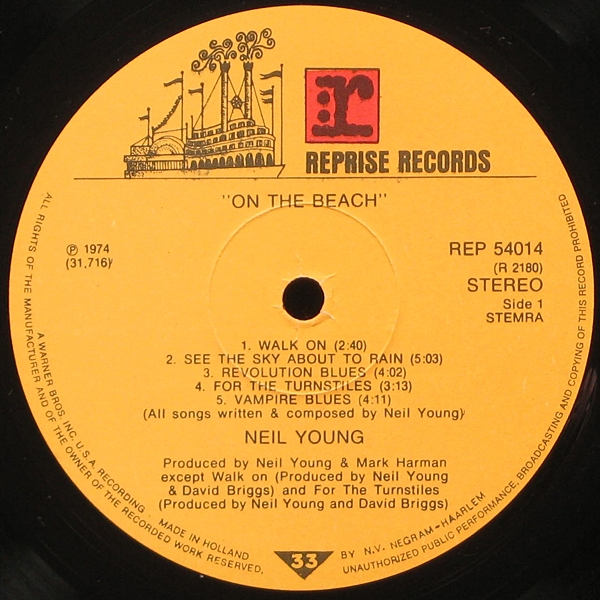 r
REPRISE RECORDS
"ON THE BEACH"
℗ 1974
(31,716)
REP 54014
(R 2180)
STEREO
Side 1
STEMRA
1. WALK ON (2:40)
2. SEE THE SKY ABOUT TO RAIN (5:03)
3. REVOLUTION BLUES (4:02)
4. FOR THE TURNSTILES (3:13)
5. VAMPIRE BLUES (4:11)
(All songs written & composed by Neil Young)
NEIL YOUNG
Produced by Neil Young & Mark Harman
except Walk on (Produced by Neil Young
& David Briggs) and For The Turnstiles
(Produced by Neil Young and David Briggs)
33
ALL RIGHTS OF THE MANUFACTURER AND OF THE OWNER OF THE RECORDED WORK RESERVED,
UNAUTHORIZED PUBLIC PERFORMANCE, BROADCASTING AND COPYING OF THIS RECORD PROHIBITED
A WARNER BROS. INC. U.S.A. RECORDING - MADE IN HOLLAND
BY N.V. NEGRAM-HAARLEM